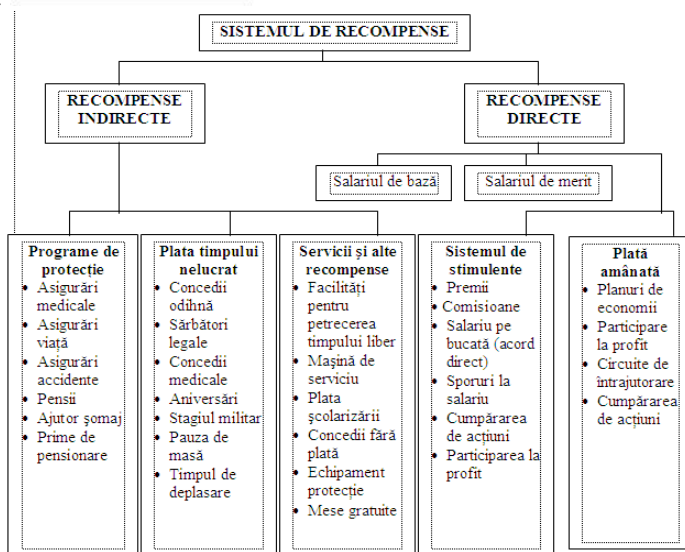 SISTEMUL DE RECOMPENSE
RECOMPENSE
INDIRECTE
RECOMPENSE
DIRECTE
Salariul de bază
Salariul de merit
Programe de
protecție
• Asigurări
medicale
• Asigurări
viață
• Asigurări
accidente
• Pensii
• Ajutor şomaj
• Prime de
pensionare
Plata timpului
nelucrat
• Concedii
odihnă
• Sărbători
legale
• Concedii
medicale
• Aniversări
• Stagiul militar
• Pauza de
masă
• Timpul de
deplasare
Servicii și alte
recompense
• Facilități
pentru
petrecerea
timpului liber
• Maşină de
serviciu
• Plata
şcolarizării
• Concedii fără
plată
• Echipament
protecție
• Mese gratuite
Sistemul de
stimulente
• Premii
• Comisioane
• Salariu pe
bucată (acord
direct)
• Sporuri la
salariu
• Cumpărarea
de acțiuni
• Participarea la
profit
Plată
amânată
• Planuri de
economii
• Participare
la profit
• Circuite de
întrajutorare
• Cumpărarea
de acțiuni